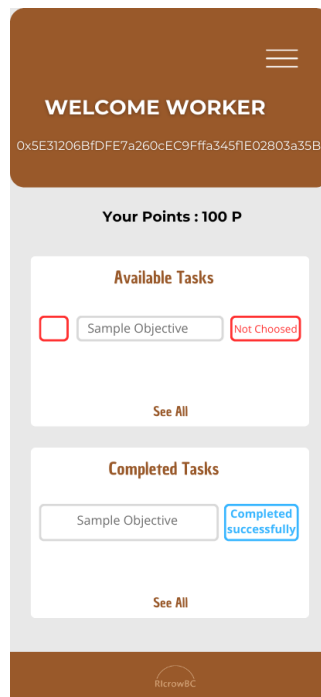 WELCOME WORKER
0x5E31206BfDFE7a260cEC9Fffa345f1E02803a35B
Your Points : 100 P
Available Tasks
Sample Objective
Not Choosed
See All
Completed Tasks
Sample Objective
Completed
successfully
See All
RIcrowBC